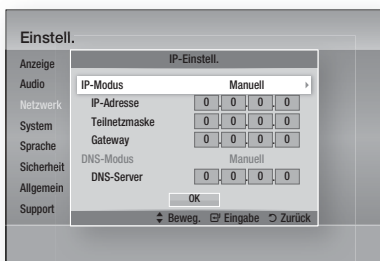 Einstell.
Anzeige
Audio
Netzwerk
System
Sprache
Sicherheit
Allgemein
Support
IP-Einstell.
IP-Modus Manuell
IP-Adresse 0 . 0 . 0 . 0
Teilnetzmaske 0 . 0 . 0 . 0
Gateway 0 . 0 . 0 . 0
DNS-Modus Manuell
DNS-Server 0 . 0 . 0 . 0
OK
Beweg. Eingabe Zurück